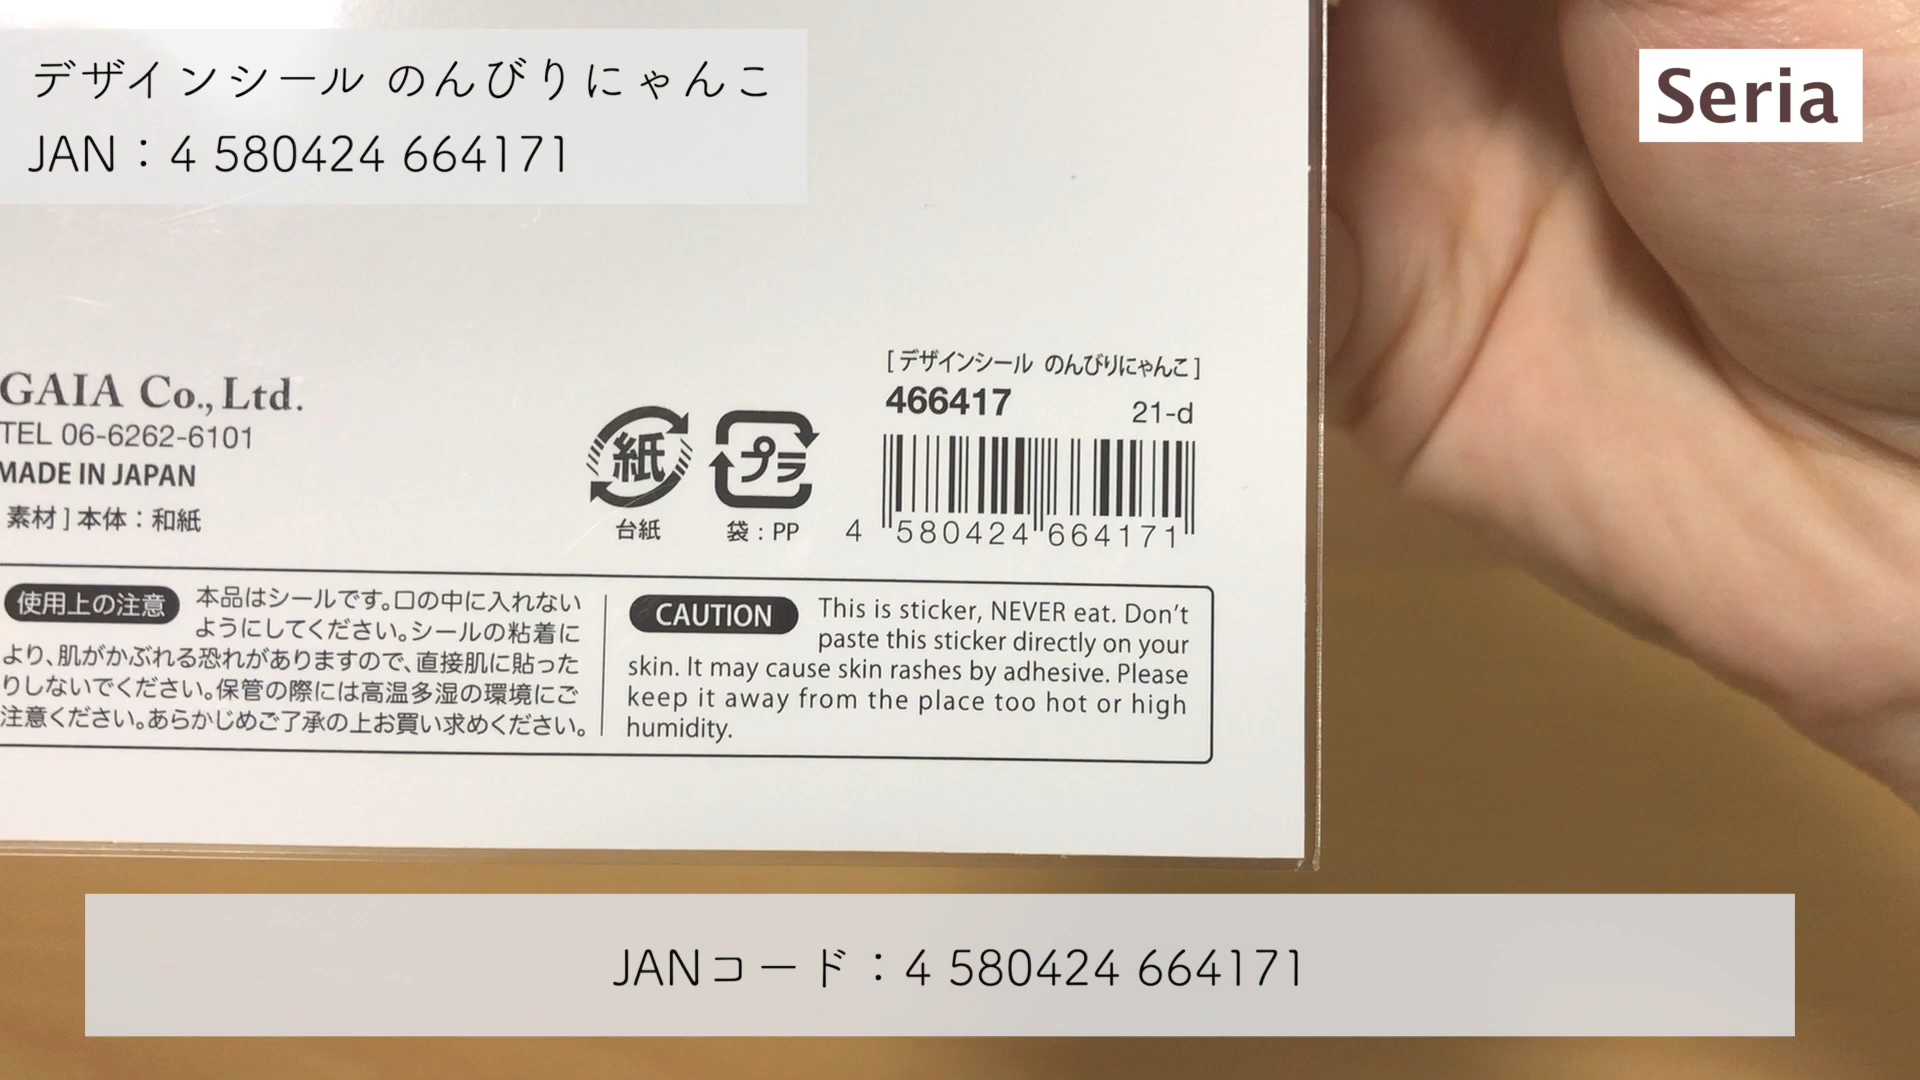 デザインシール のんびりにゃんこ
JAN：4 580424 664171
Seria
[ デザインシール のんびりにゃんこ ]
466417
21-d
GAIA Co., Ltd.
TEL 06-6262-6101
MADE IN JAPAN
素材 ] 本体：和紙
紙
台紙
プラ
袋：PP
4 580424 664171
使用上の注意
本品はシールです。口の中に入れない
ようにしてください。シールの粘着に
より、肌がかぶれる恐れがありますので、直接肌に貼った
りしないでください。保管の際には高温多湿の環境にご
注意ください。あらかじめご了承の上お買い求めください。
CAUTION
This is sticker, NEVER eat. Don't
paste this sticker directly on your
skin. It may cause skin rashes by adhesive. Please
keep it away from the place too hot or high
humidity.
JANコード：4 580424 664171